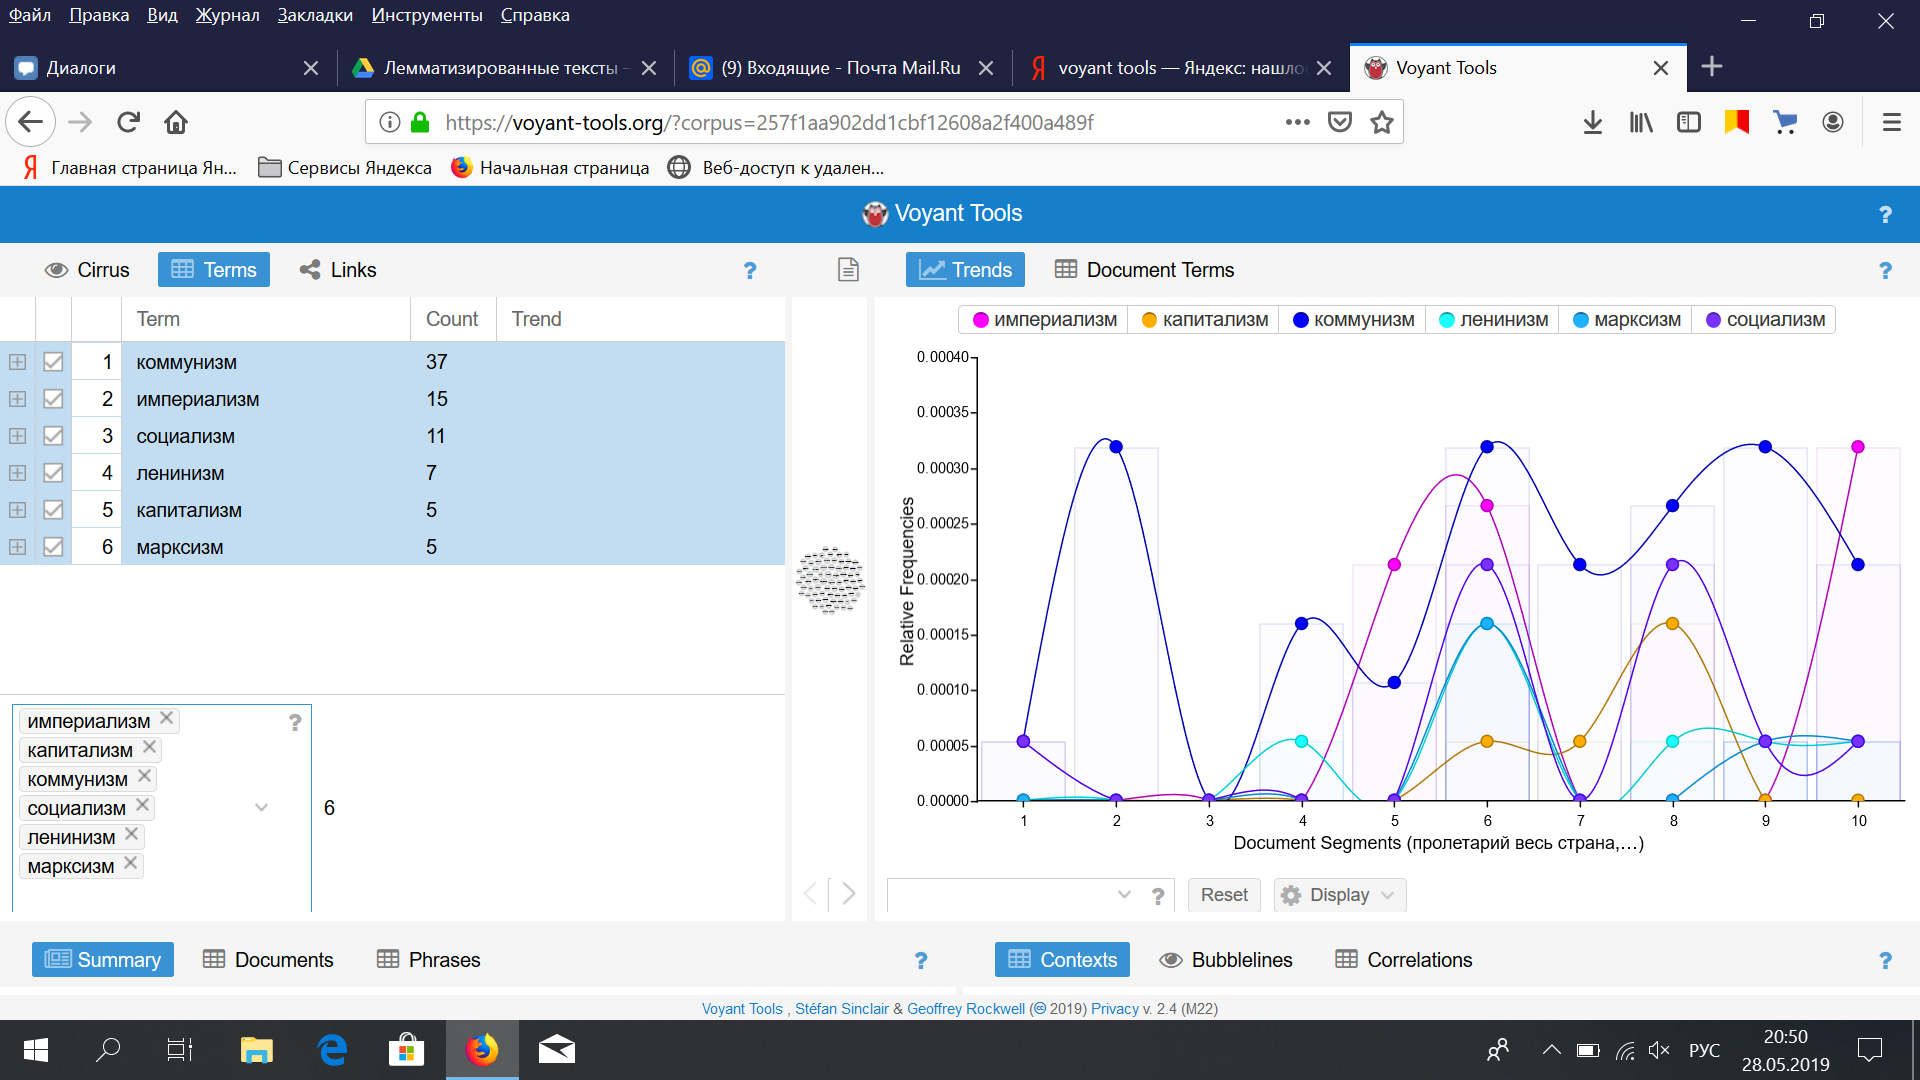 Файл Правка Вид Журнал Закладки Инструменты Справка
Диалоги
Лемматизированные тексты -
(9) Входящие - Почта Mail.Ru
voyant tools — Яндекс: нашло
Voyant Tools
https://voyant-tools.org/?corpus=257f1aa902dd1cbf12608a2f400a489f
Главная страница Ян...
Сервисы Яндекса
Начальная страница
Веб-доступ к удален...
Voyant Tools
?
Cirrus Terms Links ?
Trends Document Terms ?
Term Count Trend
1 коммунизм 37
2 империализм 15
3 социализм 11
4 ленинизм 7
5 капитализм 5
6 марксизм 5
империализм ?
капитализм
коммунизм
социализм
ленинизм
марксизм
6
империализм капитализм коммунизм ленинизм марксизм социализм
0.00040
0.00035
0.00030
0.00025
0.00020
0.00015
0.00010
0.00005
0.00000
Relative Frequencies
1 2 3 4 5 6 7 8 9 10
Document Segments (пролетарий весь страна,...)
? Reset Display
Summary Documents Phrases ?
Contexts Bubblelines Correlations ?
Voyant Tools , Stéfan Sinclair & Geoffrey Rockwell (© 2019) Privacy v. 2.4 (M22)
РУС
20:50
28.05.2019